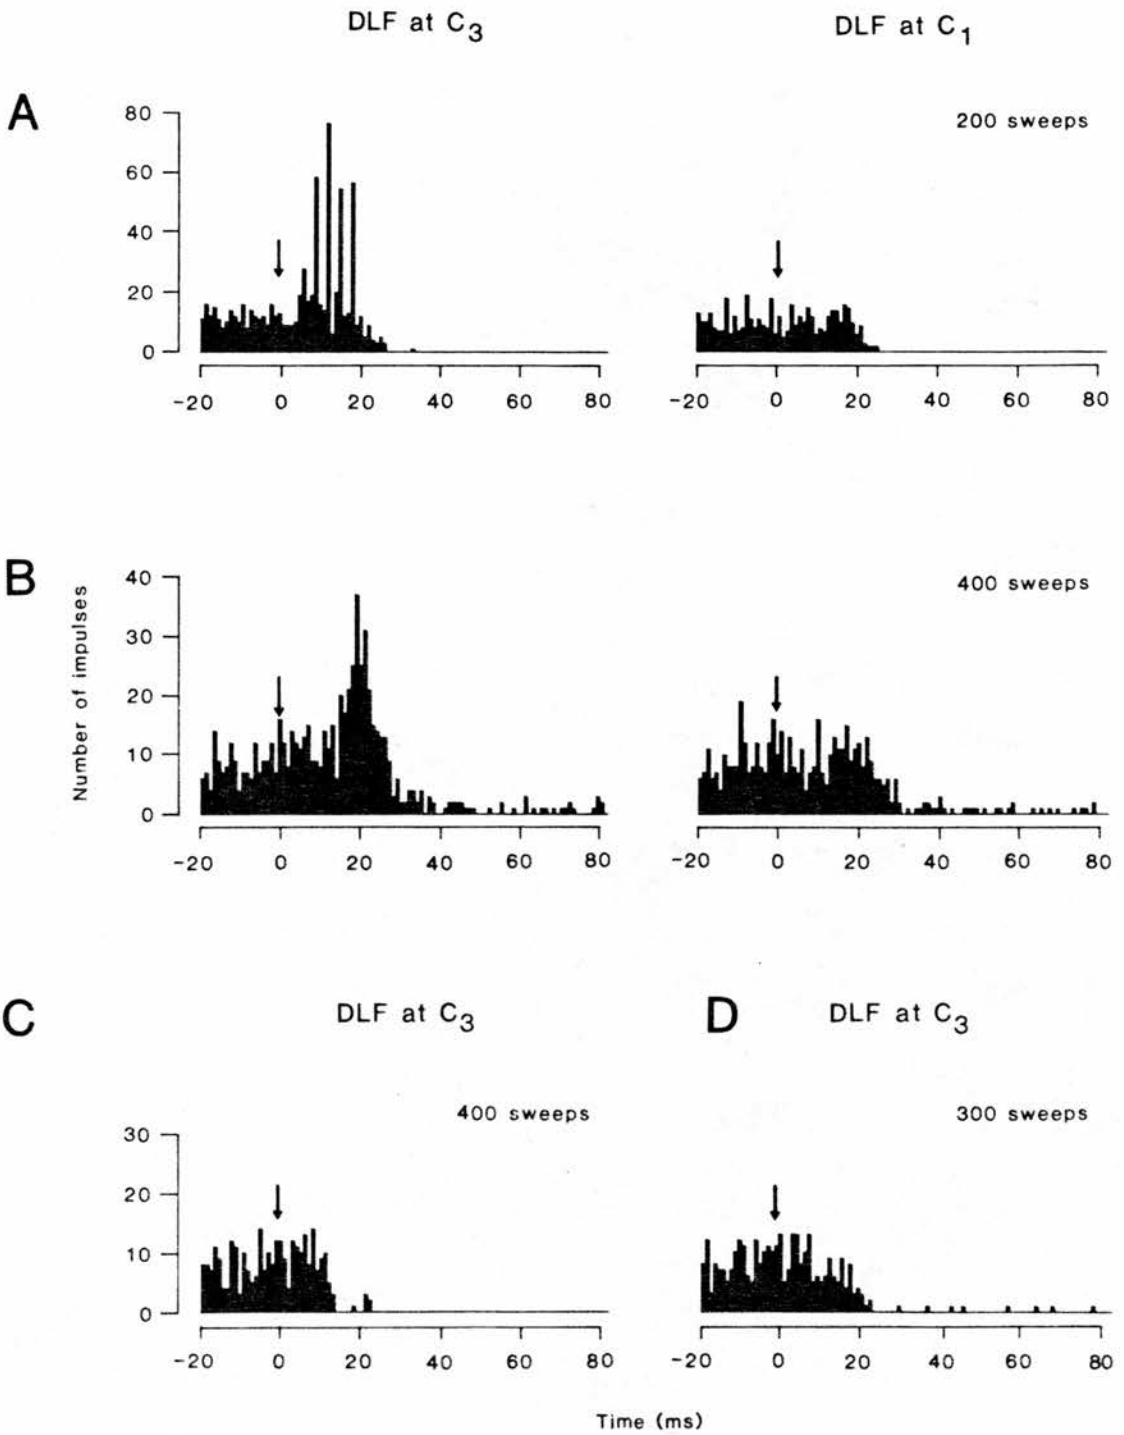 DLF at C3 DLF at C1
A
200 sweeps
80
60
40
20
0
-20 0 20 40 60 80
-20 0 20 40 60 80
B
400 sweeps
Number of impulses
40
30
20
10
0
-20 0 20 40 60 80
-20 0 20 40 60 80
C DLF at C3
D DLF at C3
400 sweeps
300 sweeps
30
20
10
0
-20 0 20 40 60 80
-20 0 20 40 60 80
Time (ms)